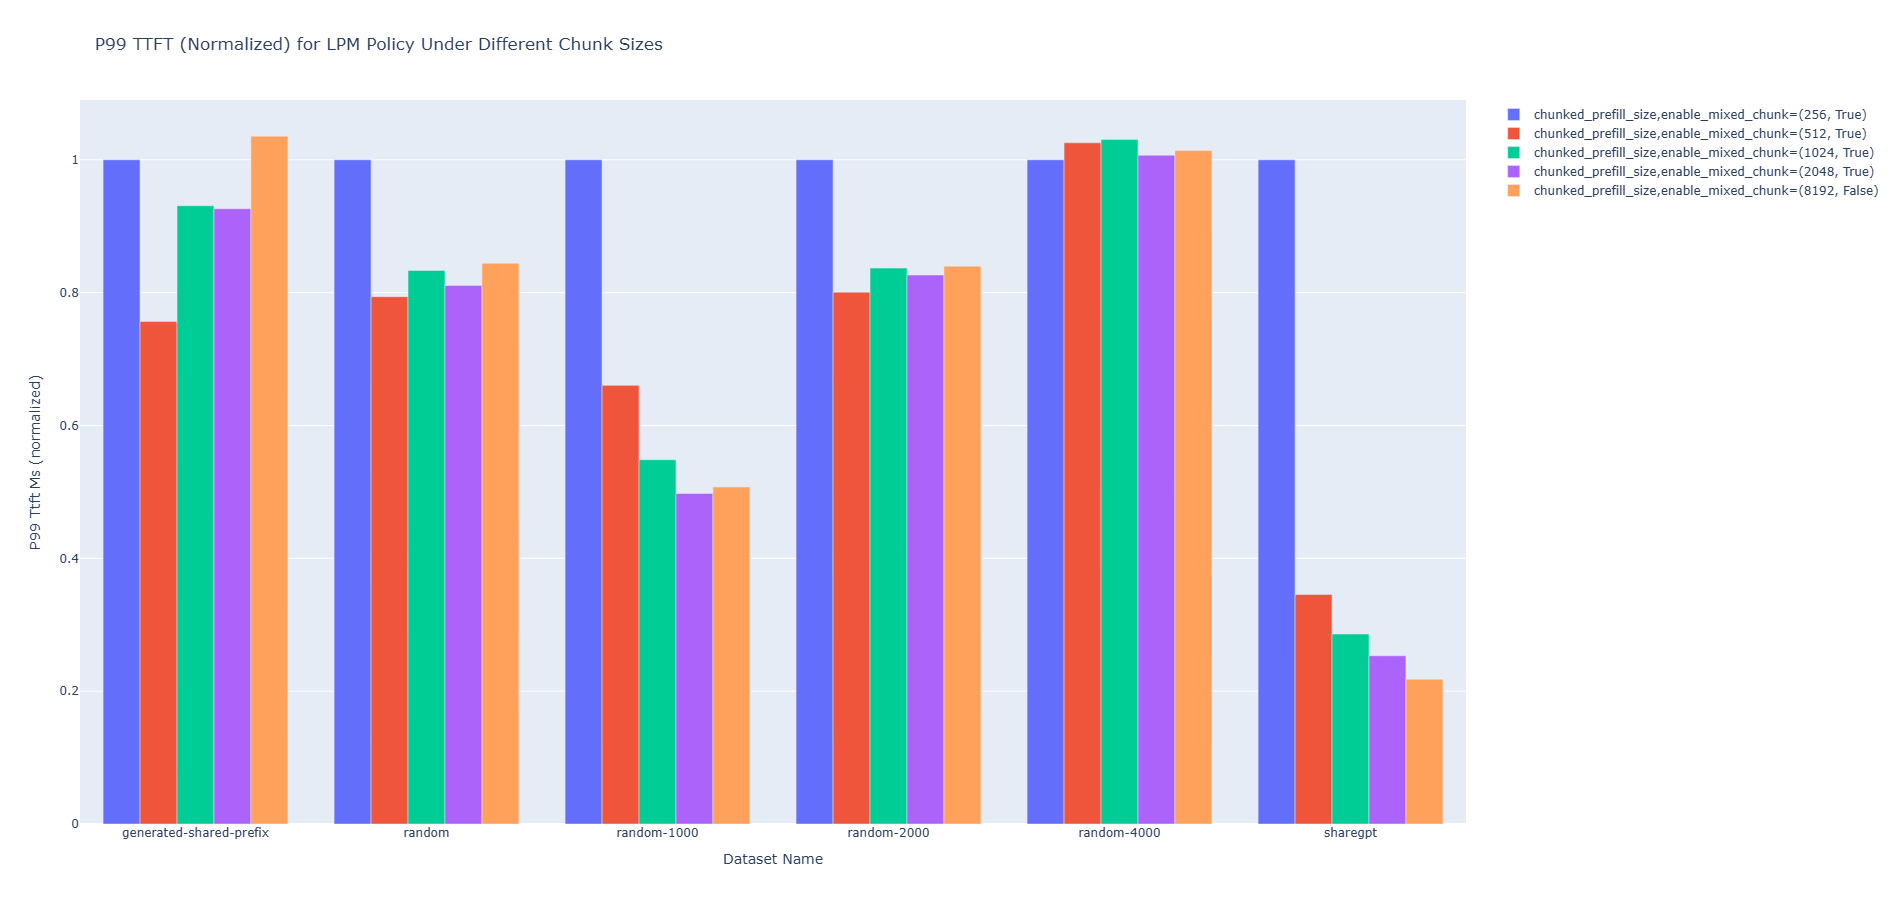 P99 TTFT (Normalized) for LPM Policy Under Different Chunk Sizes
chunked_prefill_size,enable_mixed_chunk=(256, True)
chunked_prefill_size,enable_mixed_chunk=(512, True)
chunked_prefill_size,enable_mixed_chunk=(1024, True)
chunked_prefill_size,enable_mixed_chunk=(2048, True)
chunked_prefill_size,enable_mixed_chunk=(8192, False)
P99 Ttft Ms (normalized)
1
0.8
0.6
0.4
0.2
0
generated-shared-prefix
random
random-1000
random-2000
random-4000
sharegpt
Dataset Name